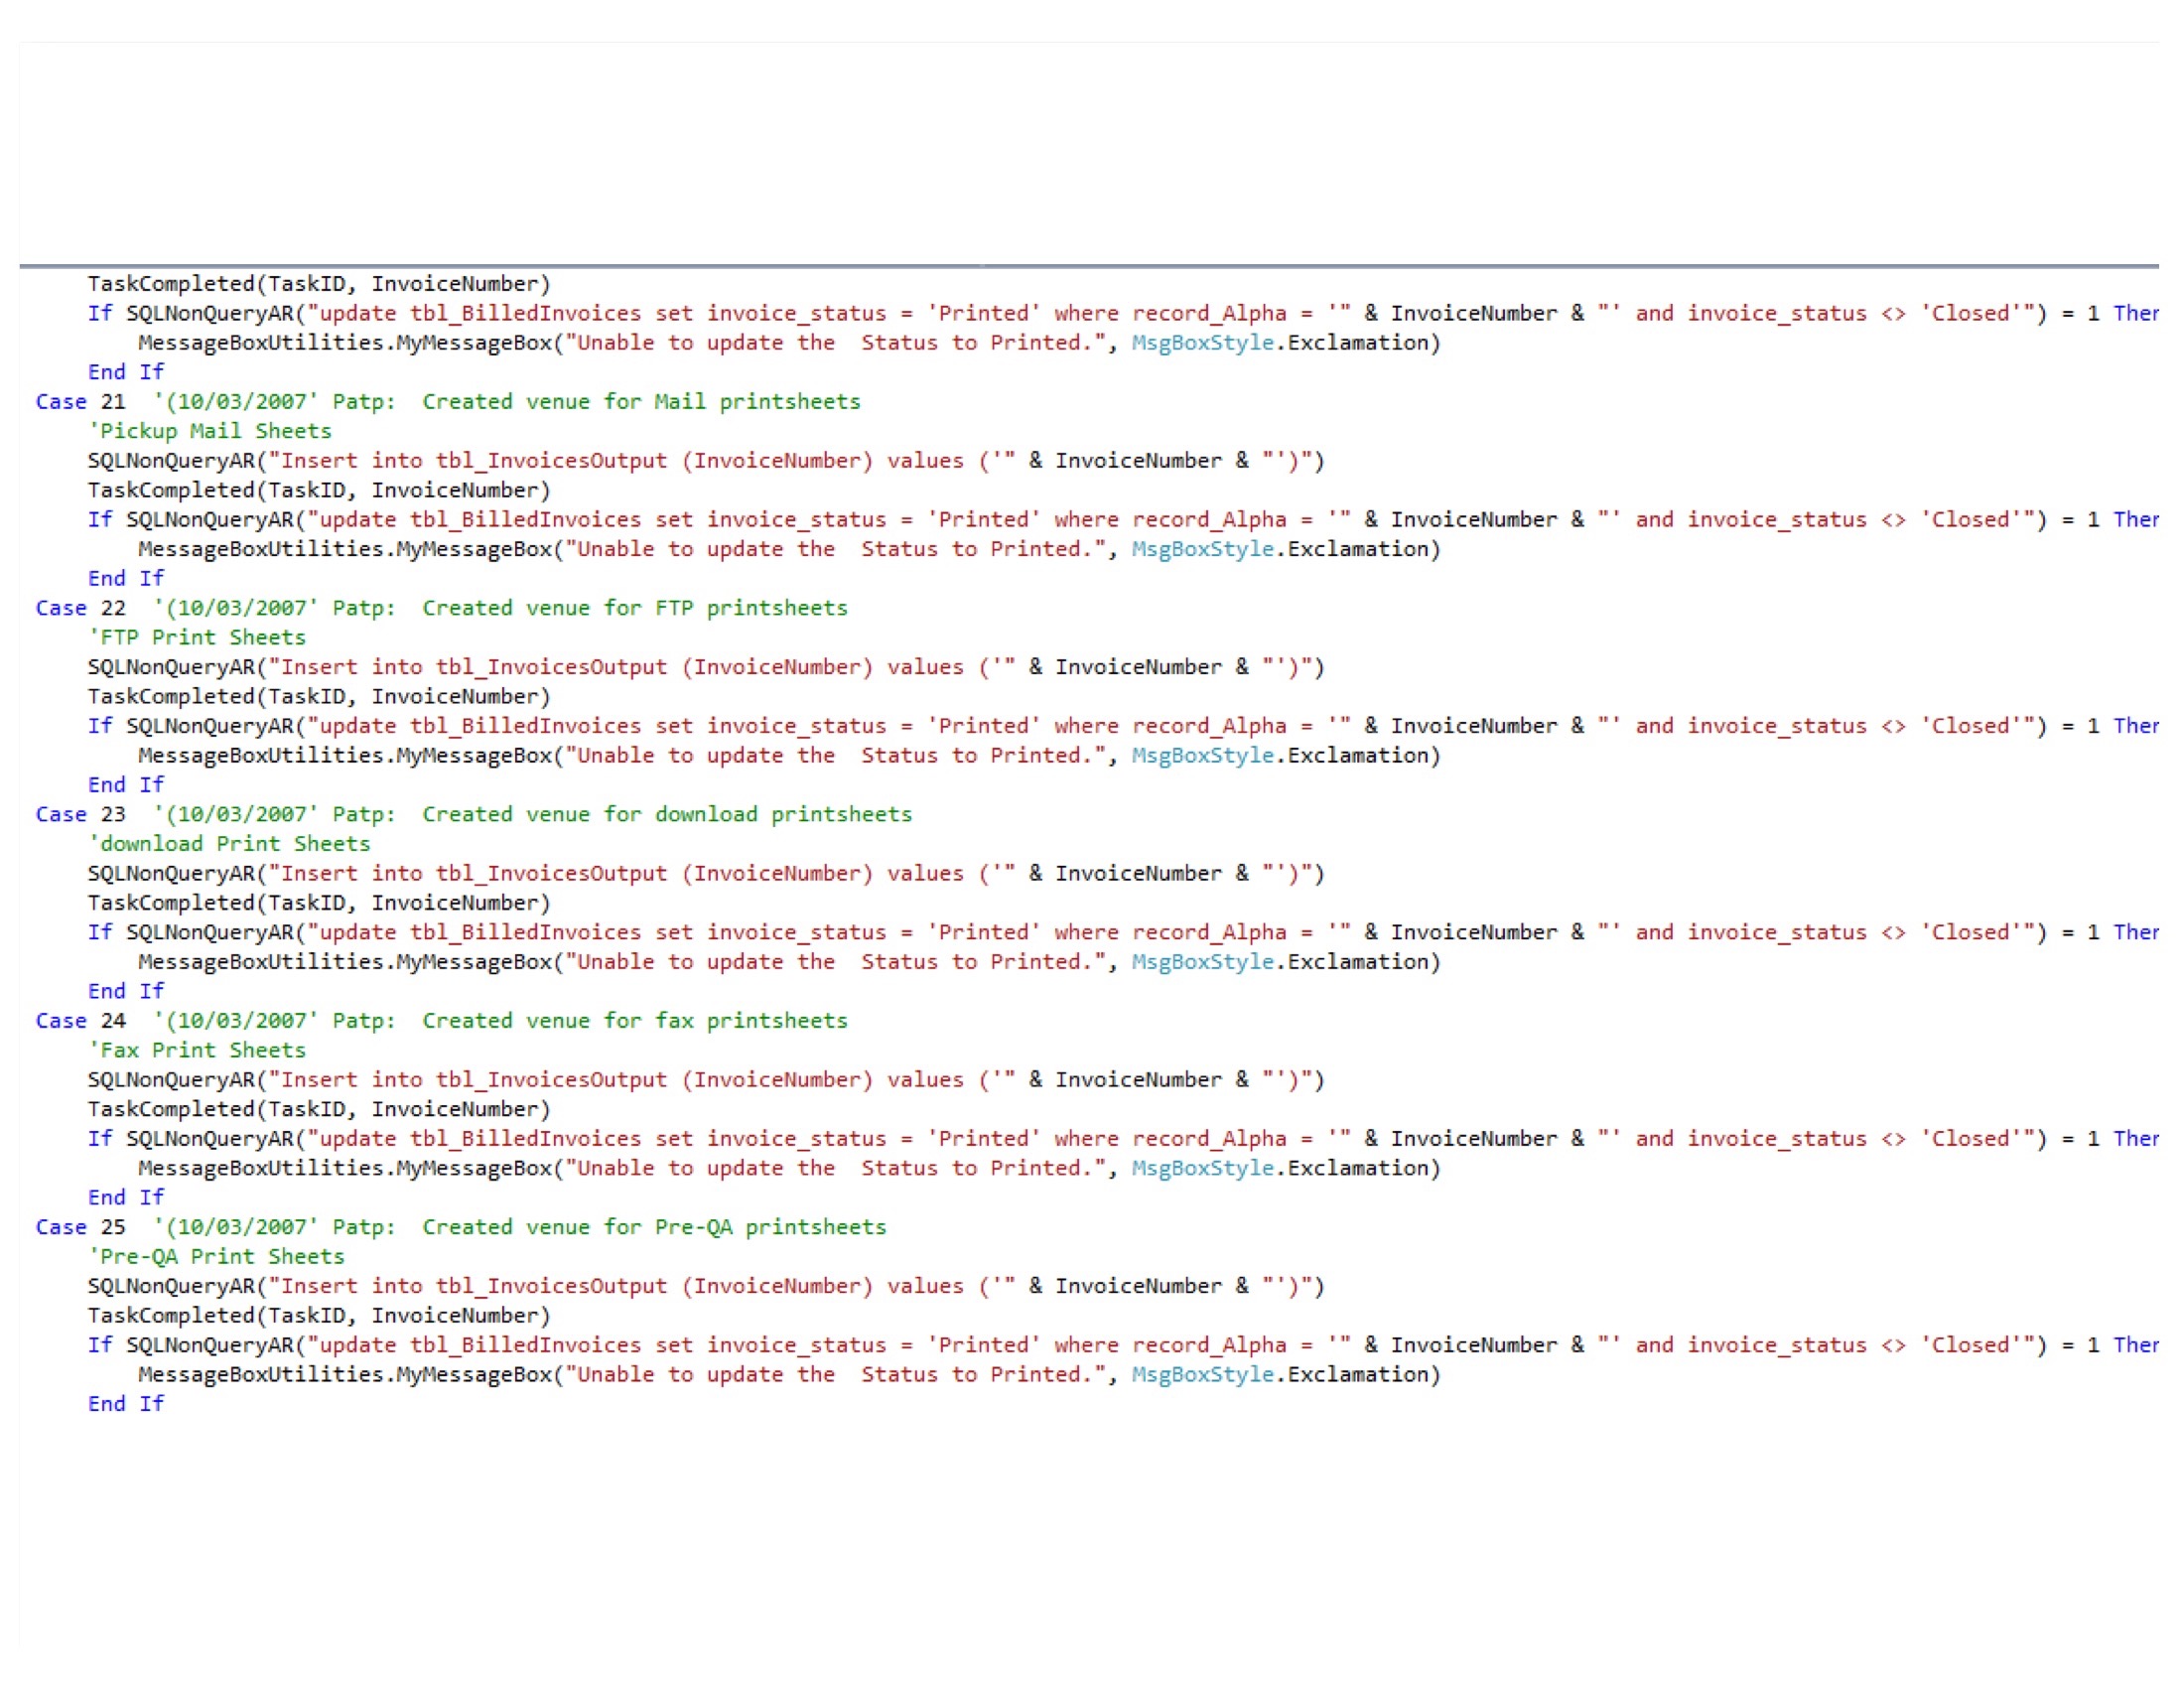 TaskCompleted(TaskID, InvoiceNumber)
If SQLNonQueryAR("update tbl_BilledInvoices set invoice_status = 'Printed' where record_Alpha = '" & InvoiceNumber & "' and invoice_status <> 'Closed'") = 1 Then
MessageBoxUtilities.MyMessageBox("Unable to update the  Status to Printed.", MsgBoxStyle.Exclamation)
End If
Case 21  '(10/03/2007' Patp:  Created venue for Mail printsheets
'Pickup Mail Sheets
SQLNonQueryAR("Insert into tbl_InvoicesOutput (InvoiceNumber) values ('" & InvoiceNumber & "')")
TaskCompleted(TaskID, InvoiceNumber)
If SQLNonQueryAR("update tbl_BilledInvoices set invoice_status = 'Printed' where record_Alpha = '" & InvoiceNumber & "' and invoice_status <> 'Closed'") = 1 Then
MessageBoxUtilities.MyMessageBox("Unable to update the  Status to Printed.", MsgBoxStyle.Exclamation)
End If
Case 22  '(10/03/2007' Patp:  Created venue for FTP printsheets
'FTP Print Sheets
SQLNonQueryAR("Insert into tbl_InvoicesOutput (InvoiceNumber) values ('" & InvoiceNumber & "')")
TaskCompleted(TaskID, InvoiceNumber)
If SQLNonQueryAR("update tbl_BilledInvoices set invoice_status = 'Printed' where record_Alpha = '" & InvoiceNumber & "' and invoice_status <> 'Closed'") = 1 Then
MessageBoxUtilities.MyMessageBox("Unable to update the  Status to Printed.", MsgBoxStyle.Exclamation)
End If
Case 23  '(10/03/2007' Patp:  Created venue for download printsheets
'download Print Sheets
SQLNonQueryAR("Insert into tbl_InvoicesOutput (InvoiceNumber) values ('" & InvoiceNumber & "')")
TaskCompleted(TaskID, InvoiceNumber)
If SQLNonQueryAR("update tbl_BilledInvoices set invoice_status = 'Printed' where record_Alpha = '" & InvoiceNumber & "' and invoice_status <> 'Closed'") = 1 Then
MessageBoxUtilities.MyMessageBox("Unable to update the  Status to Printed.", MsgBoxStyle.Exclamation)
End If
Case 24  '(10/03/2007' Patp:  Created venue for fax printsheets
'Fax Print Sheets
SQLNonQueryAR("Insert into tbl_InvoicesOutput (InvoiceNumber) values ('" & InvoiceNumber & "')")
TaskCompleted(TaskID, InvoiceNumber)
If SQLNonQueryAR("update tbl_BilledInvoices set invoice_status = 'Printed' where record_Alpha = '" & InvoiceNumber & "' and invoice_status <> 'Closed'") = 1 Then
MessageBoxUtilities.MyMessageBox("Unable to update the  Status to Printed.", MsgBoxStyle.Exclamation)
End If
Case 25  '(10/03/2007' Patp:  Created venue for Pre-QA printsheets
'Pre-QA Print Sheets
SQLNonQueryAR("Insert into tbl_InvoicesOutput (InvoiceNumber) values ('" & InvoiceNumber & "')")
TaskCompleted(TaskID, InvoiceNumber)
If SQLNonQueryAR("update tbl_BilledInvoices set invoice_status = 'Printed' where record_Alpha = '" & InvoiceNumber & "' and invoice_status <> 'Closed'") = 1 Then
MessageBoxUtilities.MyMessageBox("Unable to update the  Status to Printed.", MsgBoxStyle.Exclamation)
End If